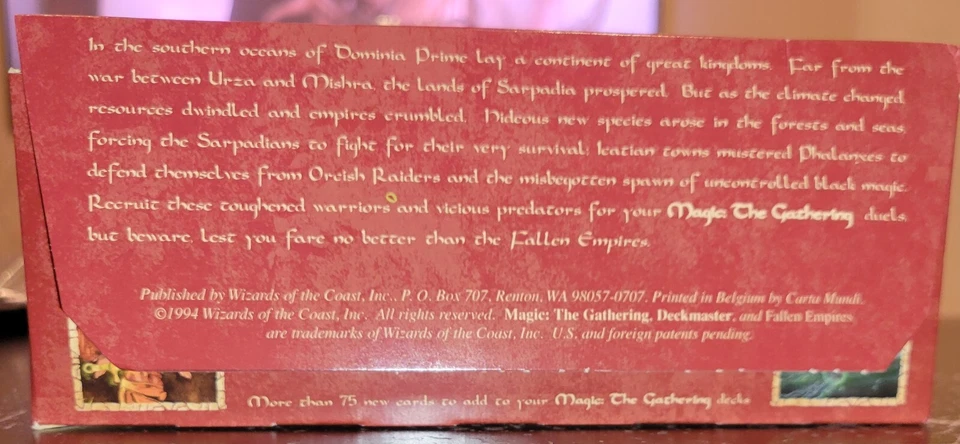 In the southern oceans of Dominia Prime lay a continent of great kingdoms. Far from the
war between Urza and Mishra, the lands of Sarpadia prospered. But as the climate changed,
resources dwindled and empires crumbled. Hideous new species arose in the forests and seas,
forcing the Sarpadians to fight for their very survival; Icatian towns mustered Phalanxes to
defend themselves from Orcish Raiders and the misbegotten spawn of uncontrolled black magic.
Recruit these toughened warriors and vicious predators for your Magic: The Gathering duels,
but beware, lest you fare no better than the Fallen Empires.
Published by Wizards of the Coast, Inc., P. O. Box 707, Renton, WA 98057-0707. Printed in Belgium by Carta Mundi.
©1994 Wizards of the Coast, Inc. All rights reserved. Magic: The Gathering, Deckmaster, and Fallen Empires
are trademarks of Wizards of the Coast, Inc. U.S. and foreign patents pending.
More than 75 new cards to add to your Magic: The Gathering decks